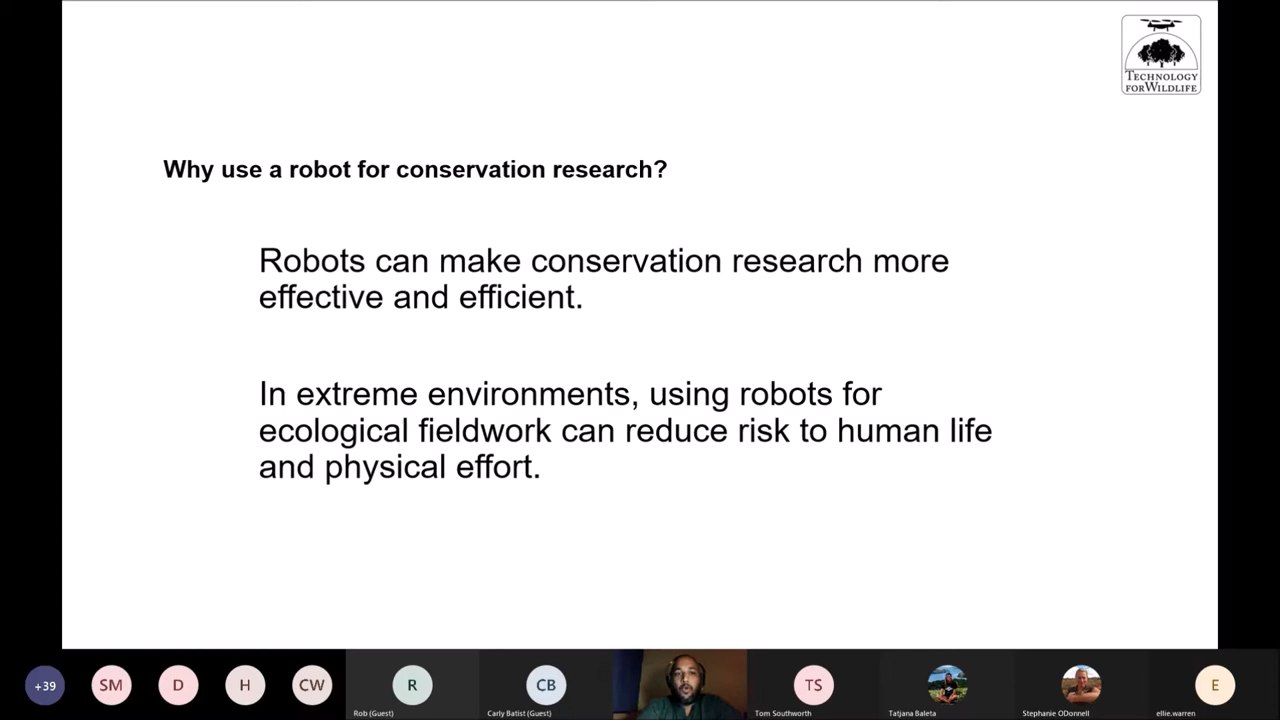 TECHNOLOGY
FORWILDLIFE
Why use a robot for conservation research?
Robots can make conservation research more
effective and efficient.
In extreme environments, using robots for
ecological fieldwork can reduce risk to human life
and physical effort.
+39
SM
D
H
CW
R
CB
TS
E
Rob (Guest)
Carly Batist (Guest)
Tom Southworth
Tatjana Baleta
Stephanie ODonnell
ellie.warren